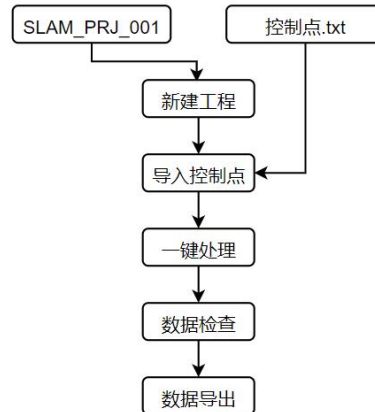 SLAM_PRJ_001
控制点.txt
新建工程
导入控制点
一键处理
数据检查
数据导出